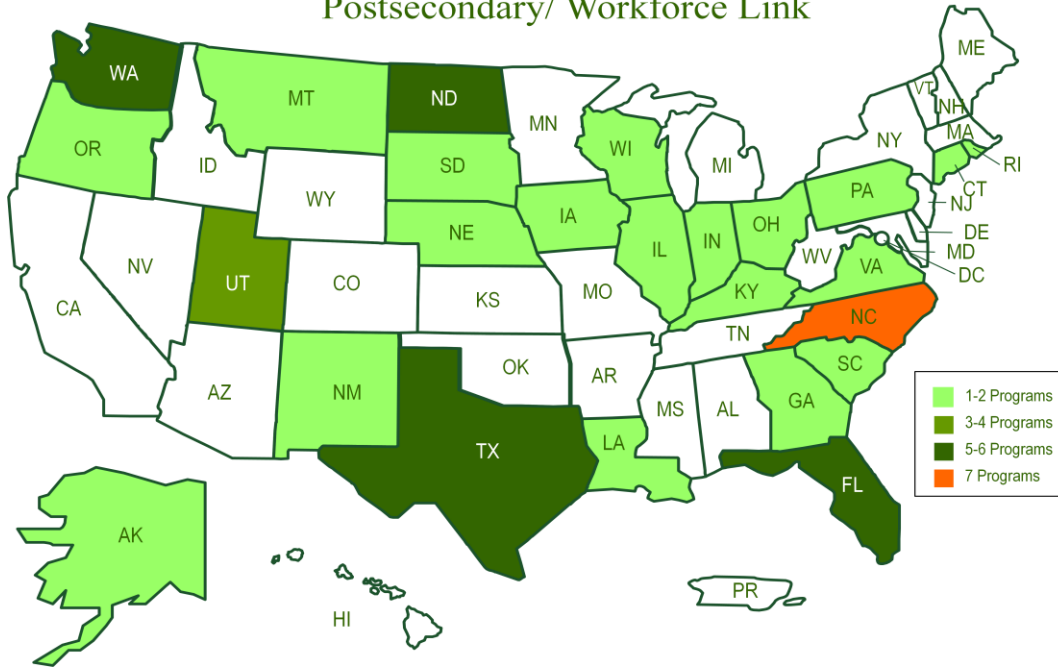 Postsecondary/ Workforce Link
ME
WA
VT
MT
ND
NH
MN
MA
OR
NY
WI
ID
SD
MI
RI
PA
CT
WY
NJ
IA
NE
OH
DE
IL
IN
MD
NV
WV
VA
UT
CO
DC
KY
MO
KS
CA
NC
TN
OK
SC
AR
AZ
NM
GA
MS
AL
1-2 Programs
3-4 Programs
LA
TX
5-6 Programs
7 Programs
FL
AK
PR
HI